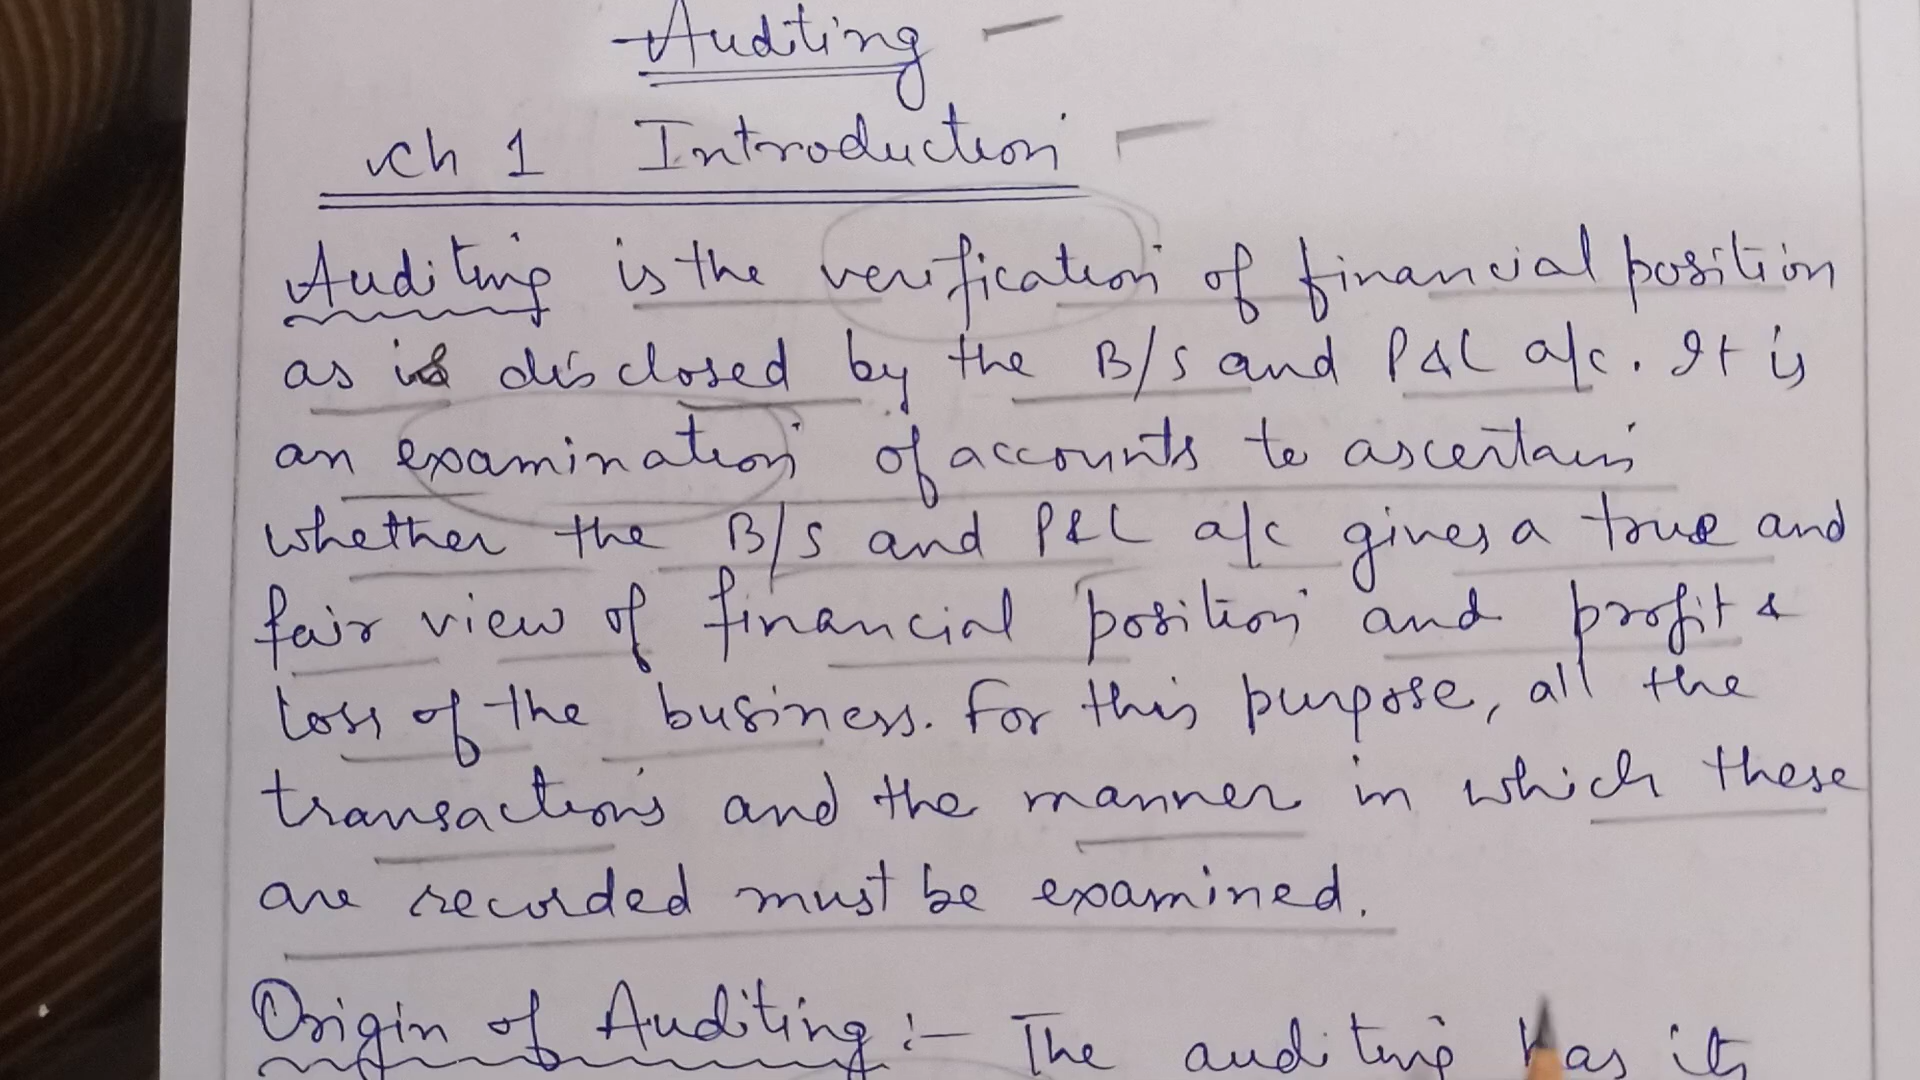 Auditing
Ch 1 Introduction
Auditing is the verification of financial position
as is disclosed by the B/S and P&L a/c. It is
an examination of accounts to ascertain
whether the B/S and P&L a/c gives a true and
fair view of financial position and profit &
loss of the business. For this purpose, all the
transactions and the manner in which these
are recorded must be examined.
Origin of Auditing :- The auditing has its